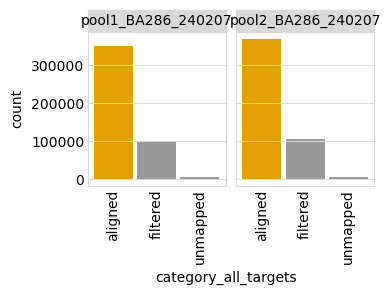 pool1_BA286_240207 pool2_BA286_240207
count
300000
200000
100000
0
aligned
filtered
unmapped
aligned
filtered
unmapped
category_all_targets